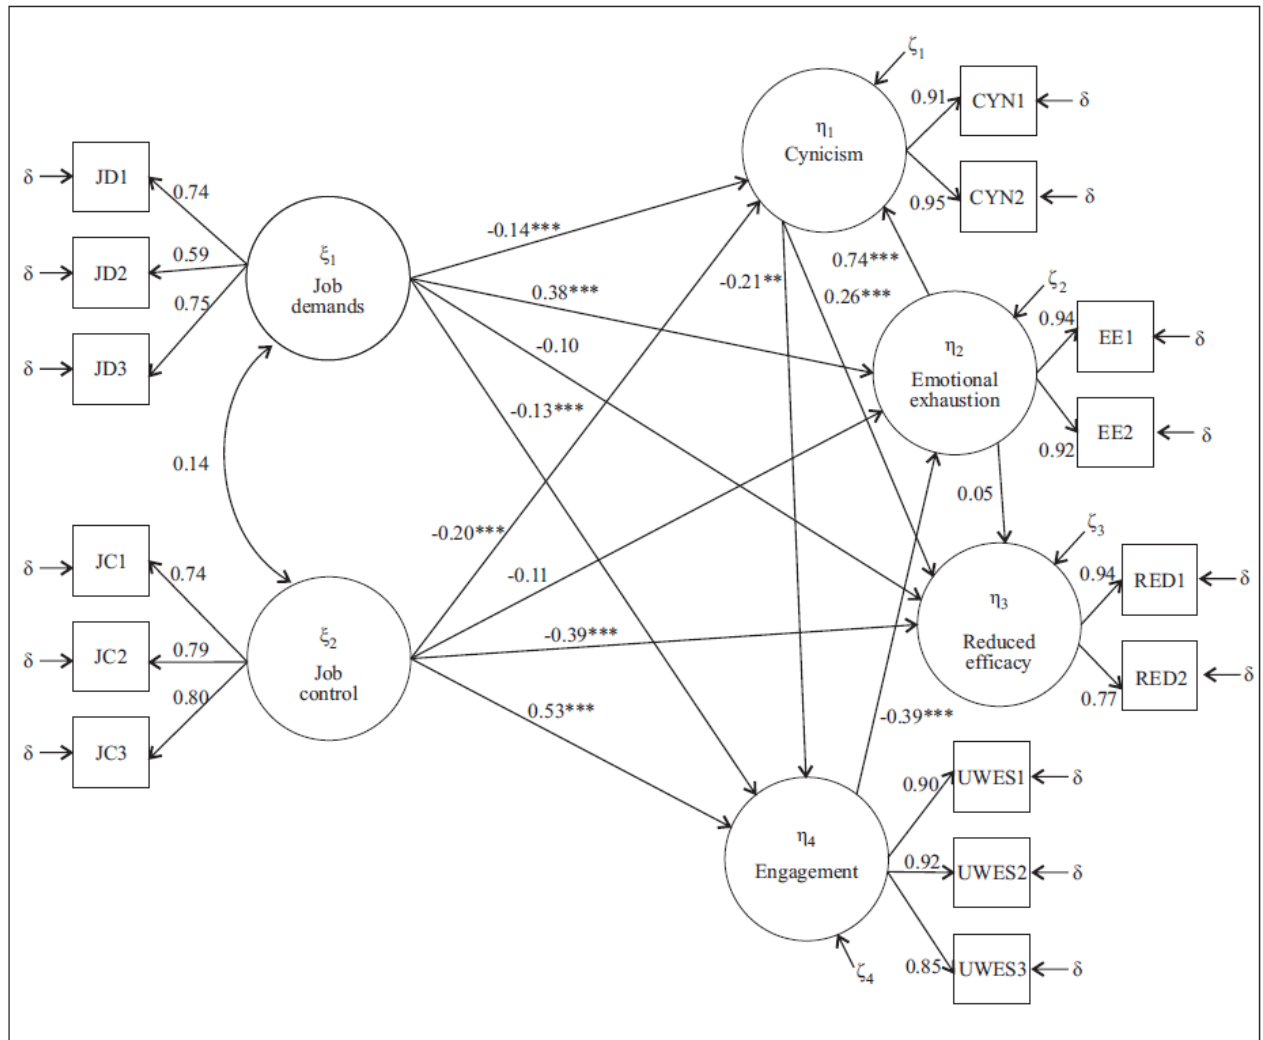 ζ1
0.91
CYN1
δ
η1
Cynicism
0.95
CYN2
δ
δ
JD1
0.74
δ
JD2
0.59
δ
JD3
0.75
ξ1
Job
demands
-0.14***
0.38***
-0.10
-0.13***
-0.21**
0.74***
0.26***
ζ2
0.94
EE1
δ
η2
Emotional
exhaustion
0.92
EE2
δ
0.14
0.05
-0.20***
-0.11
-0.39***
0.53***
δ
JC1
0.74
δ
JC2
0.79
δ
JC3
0.80
ξ2
Job
control
ζ3
0.94
RED1
δ
η3
Reduced
efficacy
0.77
RED2
δ
-0.39***
0.90
UWES1
δ
η4
Engagement
0.92
UWES2
δ
0.85
UWES3
δ
ζ4